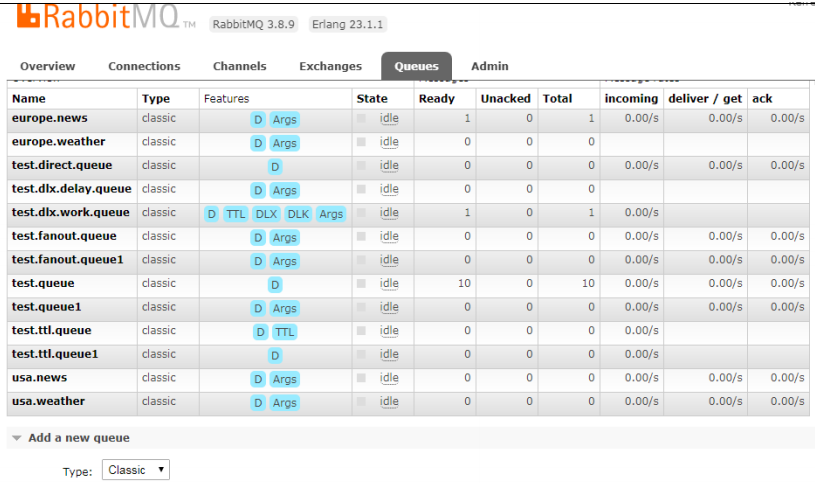 RabbitMQ TM RabbitMQ 3.8.9 Erlang 23.1.1
Overview Connections Channels Exchanges Queues Admin
Name Type Features State Ready Unacked Total incoming deliver / get ack
europe.news classic D Args idle 1 0 1 0.00/s 0.00/s 0.00/s
europe.weather classic D Args idle 0 0 0
test.direct.queue classic D idle 0 0 0 0.00/s 0.00/s 0.00/s
test.dlx.delay.queue classic D Args idle 0 0 0
test.dlx.work.queue classic D TTL DLX DLK Args idle 1 0 1 0.00/s
test.fanout.queue classic D Args idle 0 0 0 0.00/s 0.00/s 0.00/s
test.fanout.queue1 classic D Args idle 0 0 0 0.00/s 0.00/s 0.00/s
test.queue classic D idle 10 0 10 0.00/s 0.00/s 0.00/s
test.queue1 classic D Args idle 0 0 0 0.00/s 0.00/s 0.00/s
test.ttl.queue classic D TTL idle 0 0 0 0.00/s
test.ttl.queue1 classic D idle 0 0 0 0.00/s
usa.news classic D Args idle 0 0 0 0.00/s 0.00/s 0.00/s
usa.weather classic D Args idle 0 0 0 0.00/s 0.00/s 0.00/s
Add a new queue
Type: Classic